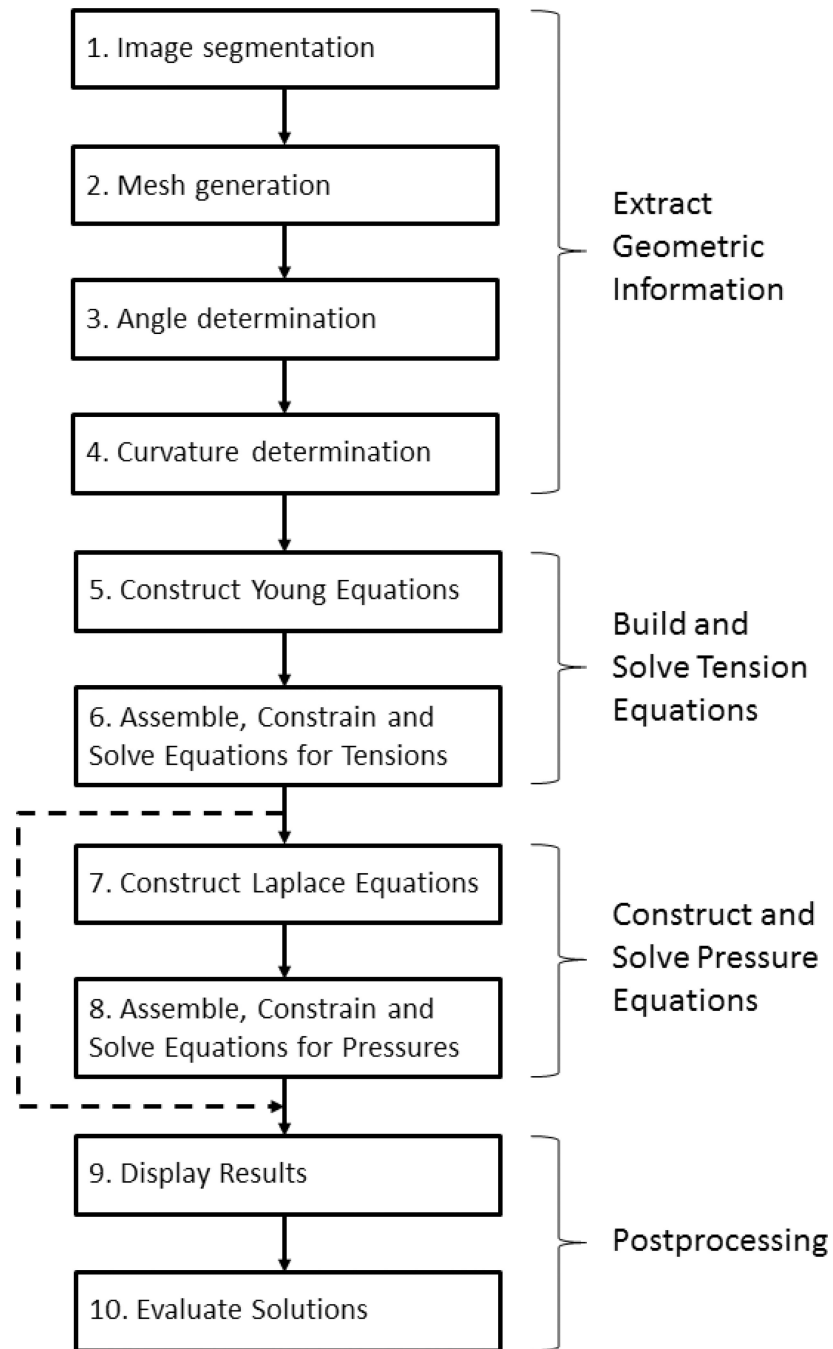 1. Image segmentation
2. Mesh generation
3. Angle determination
4. Curvature determination
Extract
Geometric
Information
5. Construct Young Equations
6. Assemble, Constrain and
Solve Equations for Tensions
Build and
Solve Tension
Equations
7. Construct Laplace Equations
8. Assemble, Constrain and
Solve Equations for Pressures
Construct and
Solve Pressure
Equations
9. Display Results
10. Evaluate Solutions
Postprocessing